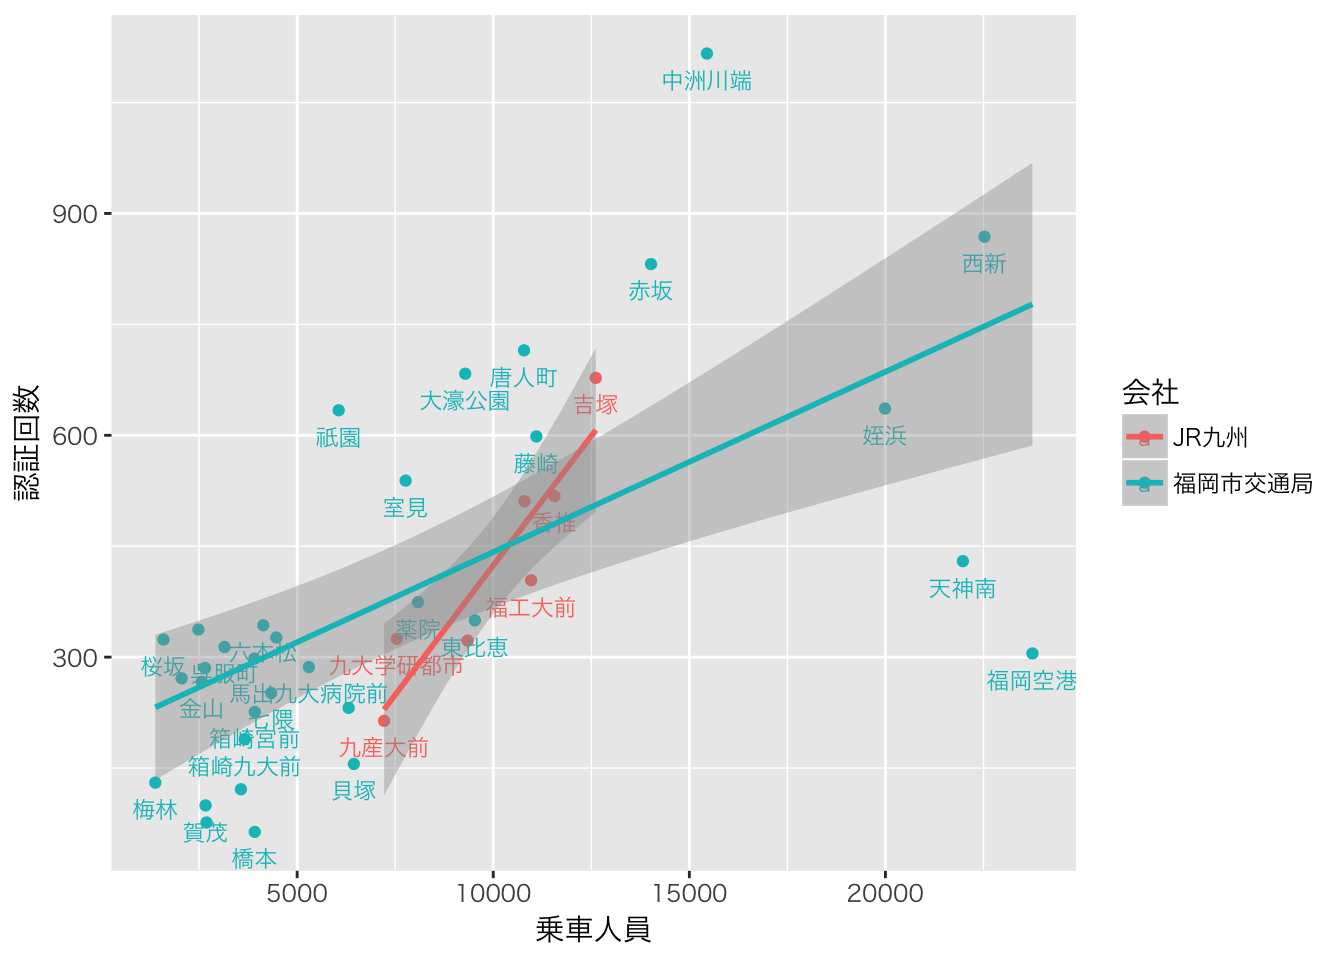 中洲川端
900
西新
赤坂
唐人町
大濠公園
吉塚
祇園
600
藤崎
姪浜
室見
香椎
天神南
福工大前
薬院
東比恵
六本松
桜坂
呉服町
300
九大学研都市
福岡空港
馬出九大病院前
金山
七隈
箱崎宮前
九産大前
箱崎九大前
貝塚
梅林
賀茂
橋本
5000
10000
15000
20000
乗車人員
認証回数
会社
a JR九州
a 福岡市交通局